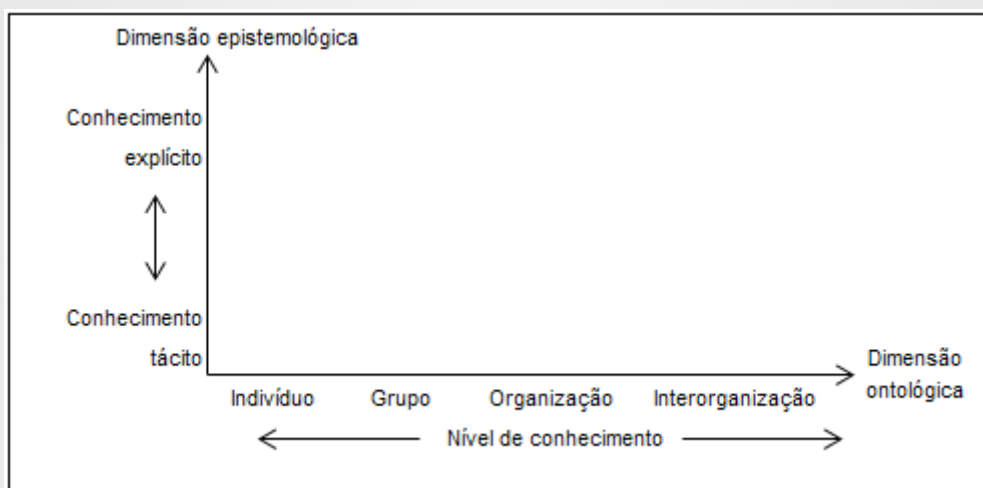 Dimensão epistemológica
Conhecimento
explícito
Conhecimento
tácito
Indivíduo Grupo Organização Interorganização
Dimensão
ontológica
Nível de conhecimento